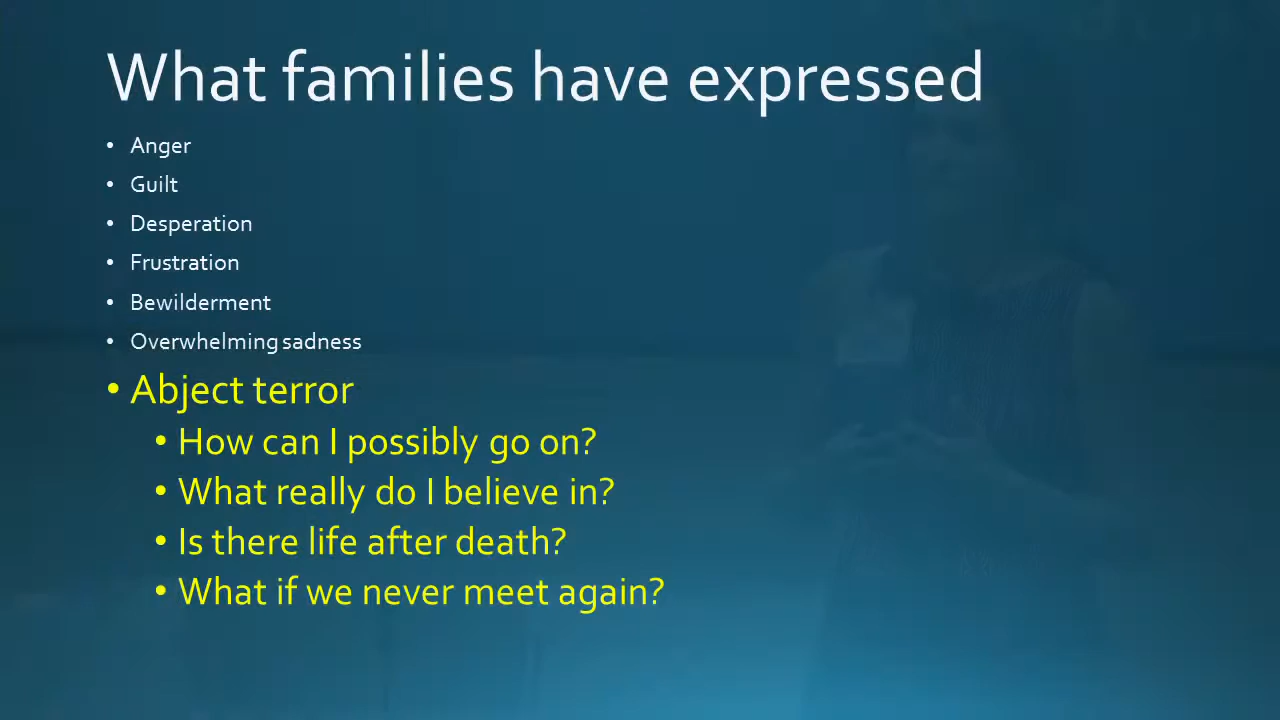 What families have expressed
• Anger
• Guilt
• Desperation
• Frustration
• Bewilderment
• Overwhelming sadness
• Abject terror
• How can I possibly go on?
• What really do I believe in?
• Is there life after death?
• What if we never meet again?